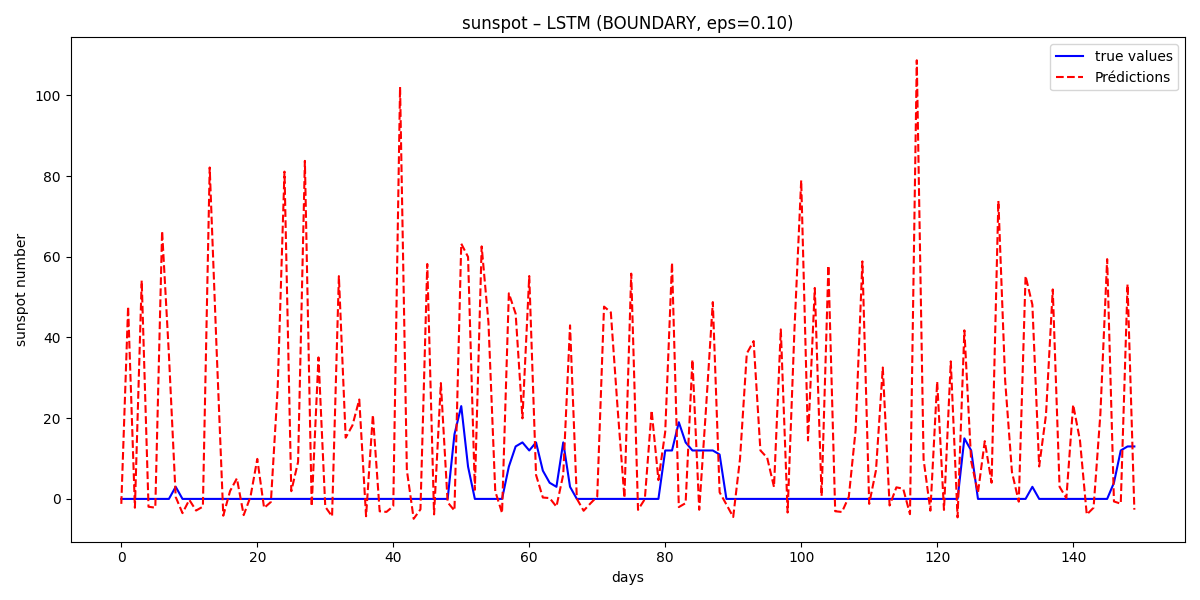 sunspot – LSTM (BOUNDARY, eps=0.10)
true values
Prédictions
sunspot number
100
80
60
40
20
0
0 20 40 60 80 100 120 140
days